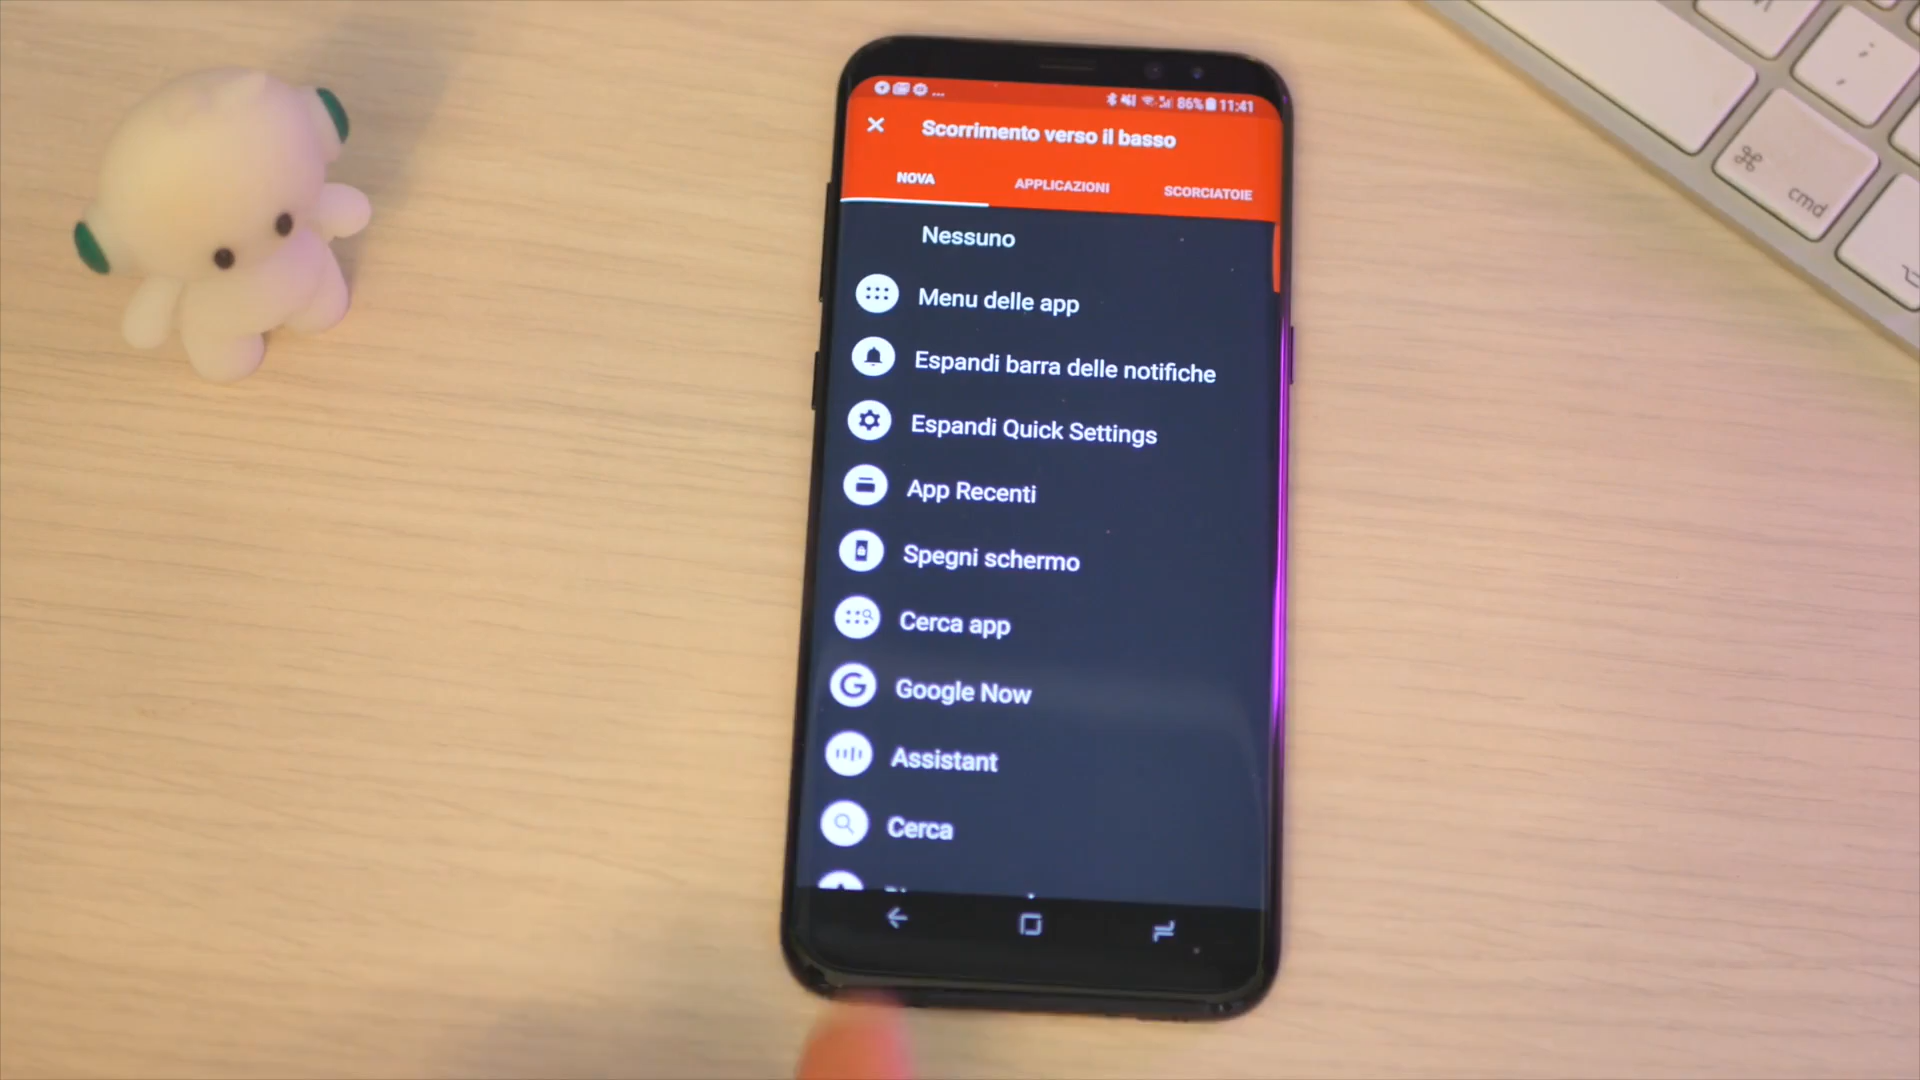 86% 11:41
Scorrimento verso il basso
NOVA APPLICAZIONI SCORCIATOIE
Nessuno
Menu delle app
Espandi barra delle notifiche
Espandi Quick Settings
App Recenti
Spegni schermo
Cerca app
Google Now
Assistant
Cerca
cmd